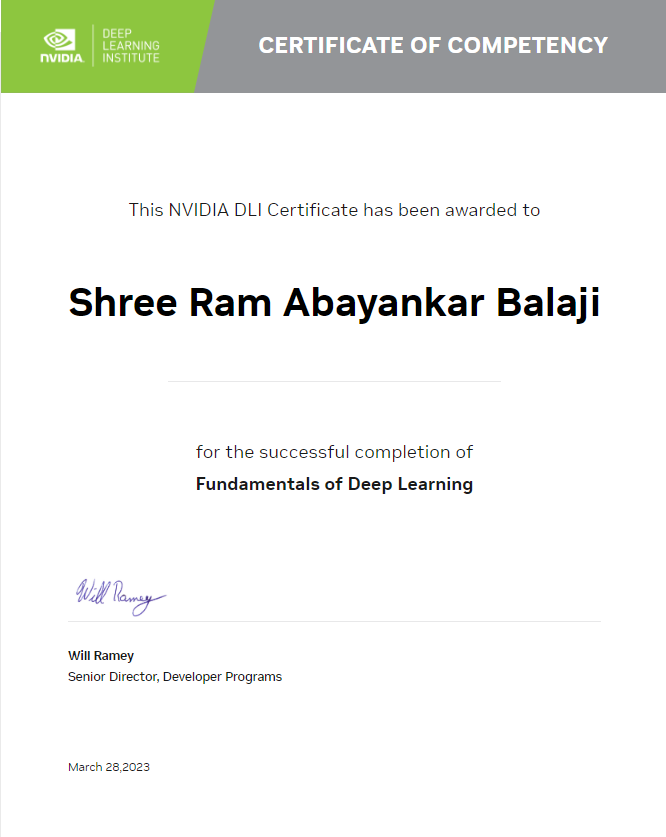 NVIDIA
DEEP
LEARNING
INSTITUTE
CERTIFICATE OF COMPETENCY
This NVIDIA DLI Certificate has been awarded to
Shree Ram Abayankar Balaji
for the successful completion of
Fundamentals of Deep Learning
Will Ramey
Will Ramey
Senior Director, Developer Programs
March 28,2023